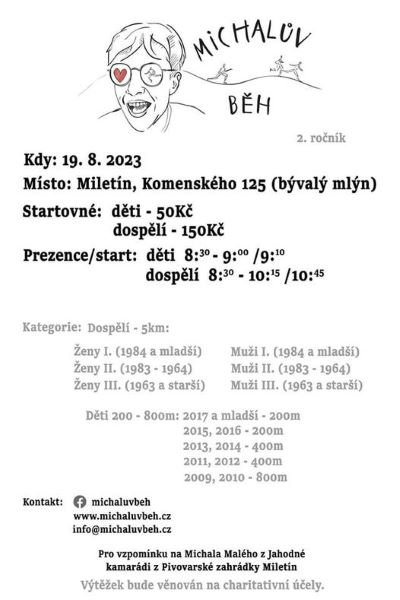 MiCHALŮV
BĚH
2. ročník
Kdy: 19. 8. 2023
Místo: Miletín, Komenského 125 (bývalý mlýn)
Startovné: děti - 50Kč
dospělí - 150Kč
Prezence/start: děti 8:30 - 9:00 /9:10
dospělí 8:30 - 10:15 /10:45
Kategorie: Dospělí - 5km:
Ženy I. (1984 a mladší) Muži I. (1984 a mladší)
Ženy II. (1983 - 1964) Muži II. (1983 - 1964)
Ženy III. (1963 a starší) Muži III. (1963 a starší)
Děti 200 - 800m: 2017 a mladší - 200m
2015, 2016 - 200m
2013, 2014 - 400m
2011, 2012 - 400m
2009, 2010 - 800m
Kontakt: michaluvbeh
www.michaluvbeh.cz
info@michaluvbeh.cz
Pro vzpomínku na Michala Malého z Jahodné
kamarádi z Pivovarské zahrádky Miletín
Výtěžek bude věnován na charitativní účely.